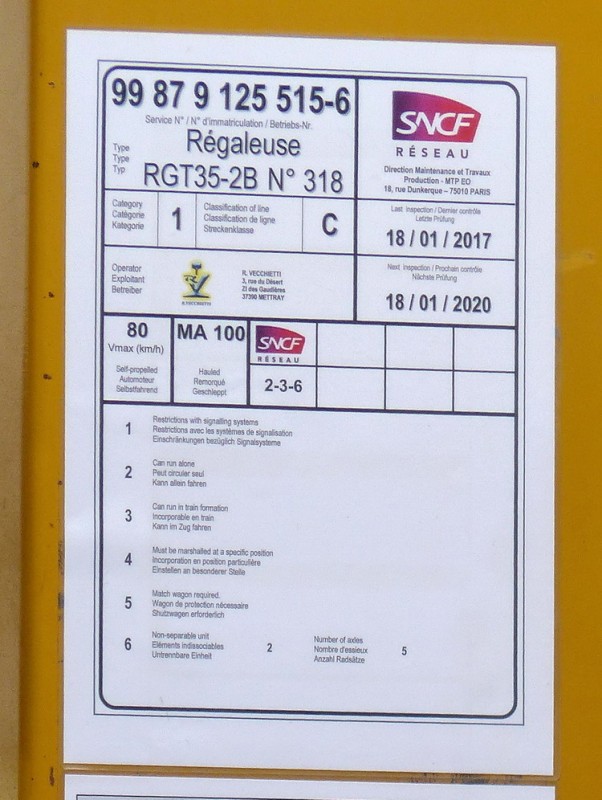 99 87 9 125 515-6
Service N° / N° d'immatriculation / Betriebs-Nr.
Type
Type
Typ
Régaleuse
RGT35-2B N° 318
SNCF
RÉSEAU
Direction Maintenance et Travaux
Production - MTP EO
18, rue Dunkerque – 75010 PARIS
Category
Catégorie
Kategorie
1
Classification of line
Classification de ligne
Streckenklasse
C
Last Inspection / Dernier contrôle
Letzte Prüfung
18 / 01 / 2017
Operator
Exploitant
Betreiber
R.VECCHIETTI
R. VECCHIETTI
3, rue du Désert
ZI des Gaudières
37390 METTRAY
Next inspection / Prochain contrôle
Nächste Prüfung
18 / 01 / 2020
80
Vmax (km/h)
Self-propelled
Automoteur
Selbstfahrend
MA 100
Hauled
Remorqué
Geschleppt
SNCF
RÉSEAU
2-3-6
1
Restrictions with signalling systems
Restrictions avec les systèmes de signalisation
Einschränkungen bezüglich Signalsysteme
2
Can run alone
Peut circuler seul
Kann allein fahren
3
Can run in train formation
Incorporable en train
Kann im Zug fahren
4
Must be marshalled at a specific position
Incorporation en position particulière
Einstellen an besonderer Stelle
5
Match wagon required.
Wagon de protection nécessaire
Shutzwagen erforderlich
6
Non-separable unit
Eléments indissociables
Untrennbare Einheit
2
Number of axles
Nombre d'essieux
Anzahl Radsätze
5